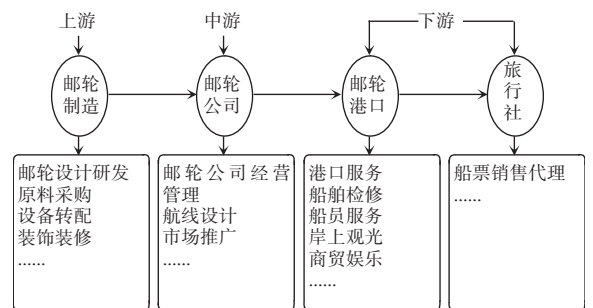 上游
中游
下游
邮轮
制造
邮轮
公司
邮轮
港口
旅
行
社
邮轮设计研发
原料采购
设备转配
装饰装修
......
邮轮公司经营
管理
航线设计
市场推广
......
港口服务
船舶检修
船员服务
岸上观光
商贸娱乐
......
船票销售代理
......